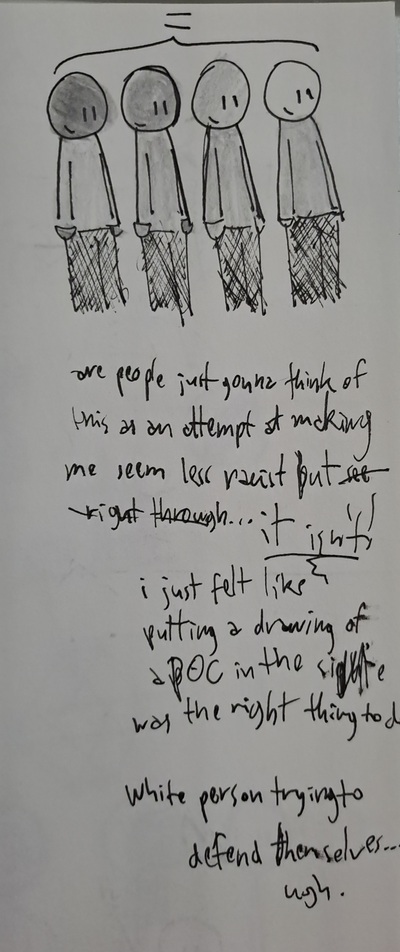 =
are people just gonna think of
this as an attempt at making
me seem less racist but see
right through... it isn't!!
i just felt like
putting a drawing of
a POC in the
was the right thing to d
white person trying to
defend themselves...
ugh.